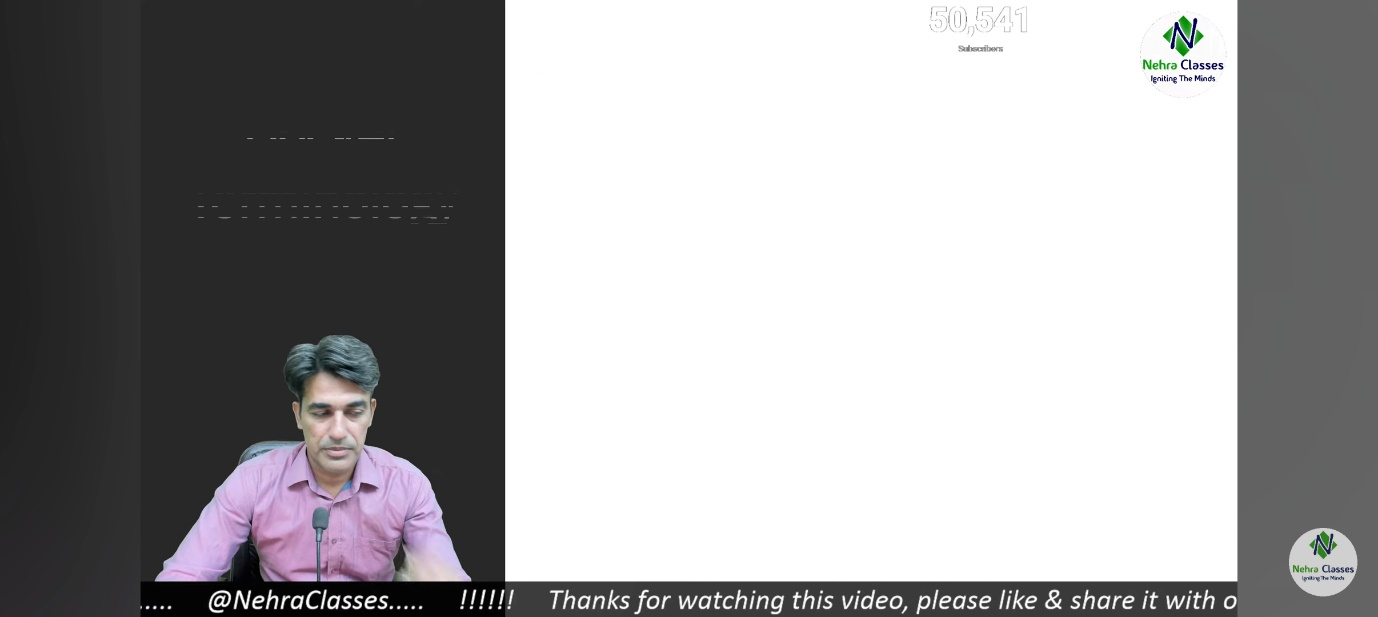 50,541
Subscribers
N
Nehra Classes
Igniting The Minds
N
Nehra Classes
Igniting The Minds
..... @NehraClasses..... !!!!!! Thanks for watching this video, please like & share it with o